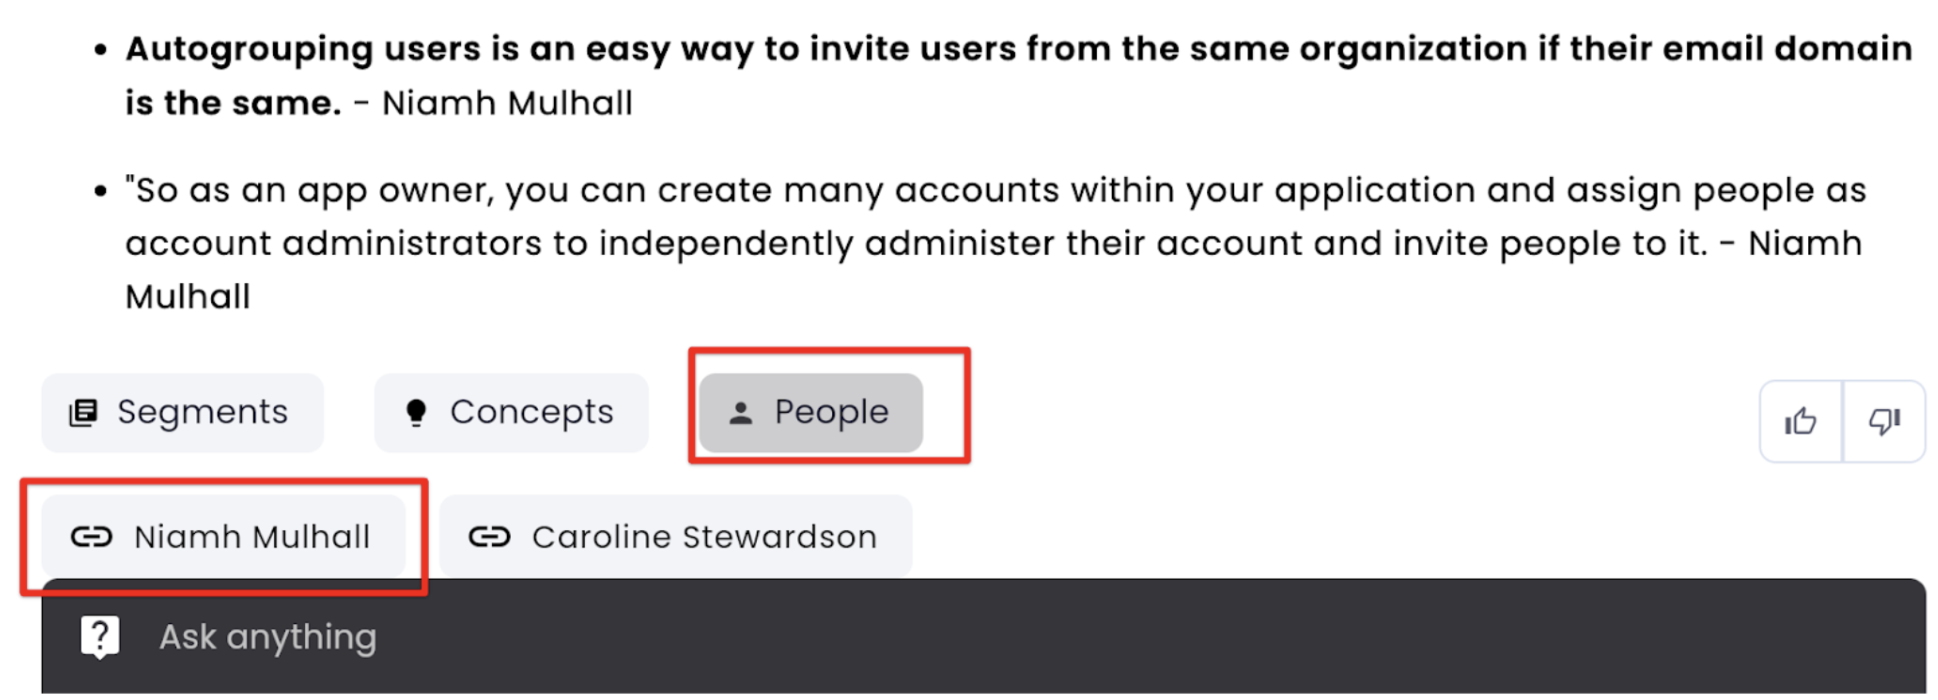 • Autogrouping users is an easy way to invite users from the same organization if their email domain
is the same. - Niamh Mulhall
• "So as an app owner, you can create many accounts within your application and assign people as
account administrators to independently administer their account and invite people to it. - Niamh
Mulhall
Segments Concepts People
Niamh Mulhall Caroline Stewardson
? Ask anything